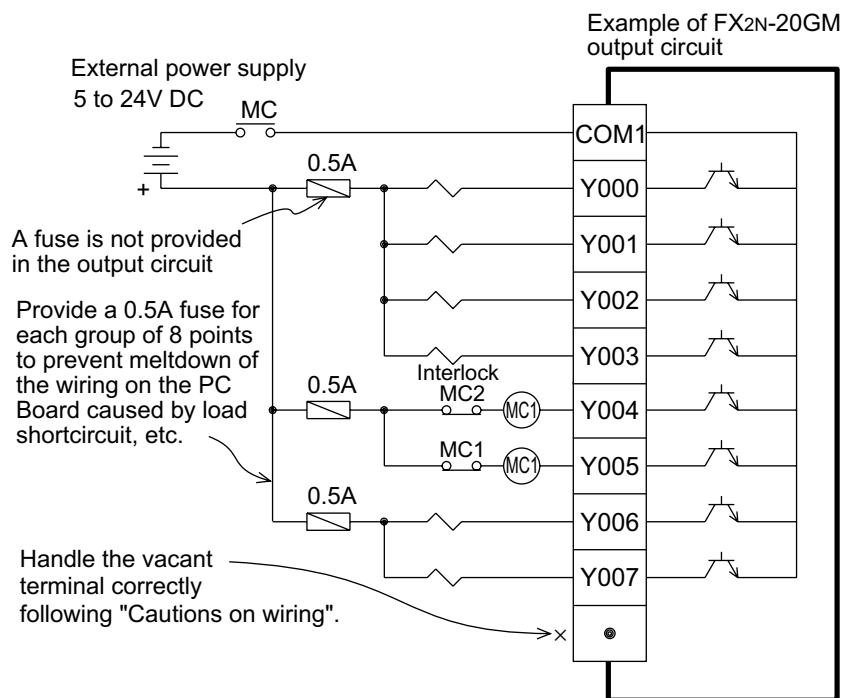 Example of FX2N-20GM
output circuit
External power supply
5 to 24V DC
MC
COM1
+
0.5A
Y000
A fuse is not provided
in the output circuit
Y001
Provide a 0.5A fuse for
each group of 8 points
to prevent meltdown of
the wiring on the PC
Board caused by load
shortcircuit, etc.
Y002
Y003
0.5A
Interlock
MC2
MC1
Y004
MC1
MC1
Y005
0.5A
Y006
Handle the vacant
terminal correctly
following "Cautions on wiring".
Y007
×